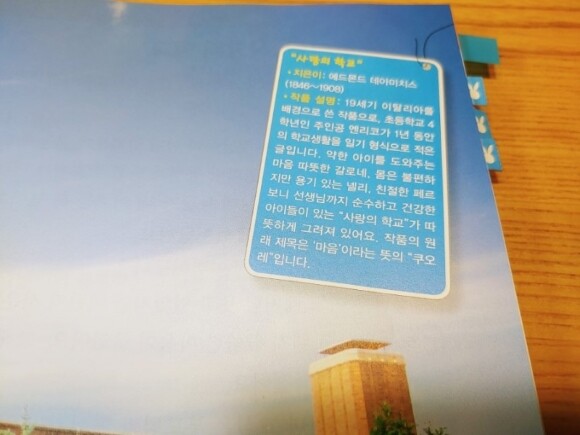 "사랑의 학교"
• 지은이: 에드몬드 데아미치스
(1846~1908)
• 작품 설명: 19세기 이탈리아를
배경으로 쓴 작품으로, 초등학교 4
학년인 주인공 엔리코가 1년 동안
의 학교생활을 일기 형식으로 적은
글입니다. 약한 아이를 도와주는
마음 따뜻한 갈로네, 몸은 불편하
지만 용기 있는 넬리, 친절한 페르
보니 선생님까지 순수하고 건강한
아이들이 있는 "사랑의 학교"가 따
뜻하게 그려져 있어요. 작품의 원
래 제목은 '마음'이라는 뜻의 "쿠오
레"입니다.